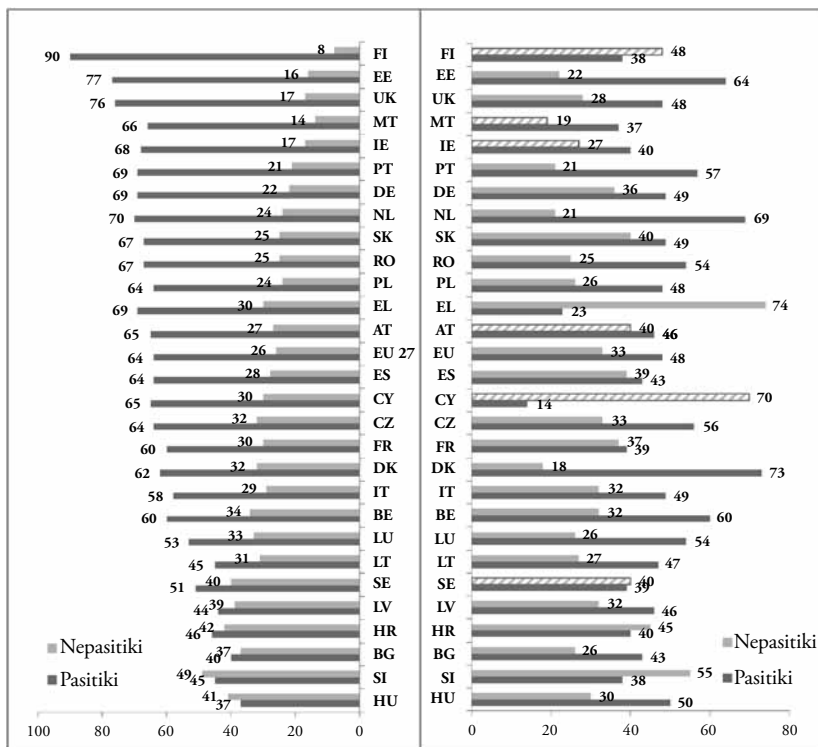 90 8 FI FI 48 38
77 16 EE EE 22 64
76 17 UK UK 28 48
66 14 MT MT 19 37
68 17 IE IE 27 40
69 21 PT PT 21 57
69 22 DE DE 36 49
70 24 NL NL 21 69
67 25 SK SK 40 49
67 25 RO RO 25 54
64 24 PL PL 26 48
69 30 EL EL 74 23
65 27 AT AT 40 46
64 26 EU 27 EU 33 48
64 28 ES ES 39 43
65 30 CY CY 70 14
64 32 CZ CZ 33 56
60 30 FR FR 37 39
62 32 DK DK 18 73
58 29 IT IT 32 49
60 34 BE BE 32 60
53 33 LU LU 26 54
45 31 LT LT 27 47
51 40 SE SE 40 39
44 39 LV LV 32 46
46 42 HR HR 45 40
Nepasitiki 40 37 BG BG 26 43 Nepasitiki
Pasitiki 49 45 SI SI 55 38 Pasitiki
41 37 HU HU 30 50
100 80 60 40 20 0 0 20 40 60 80